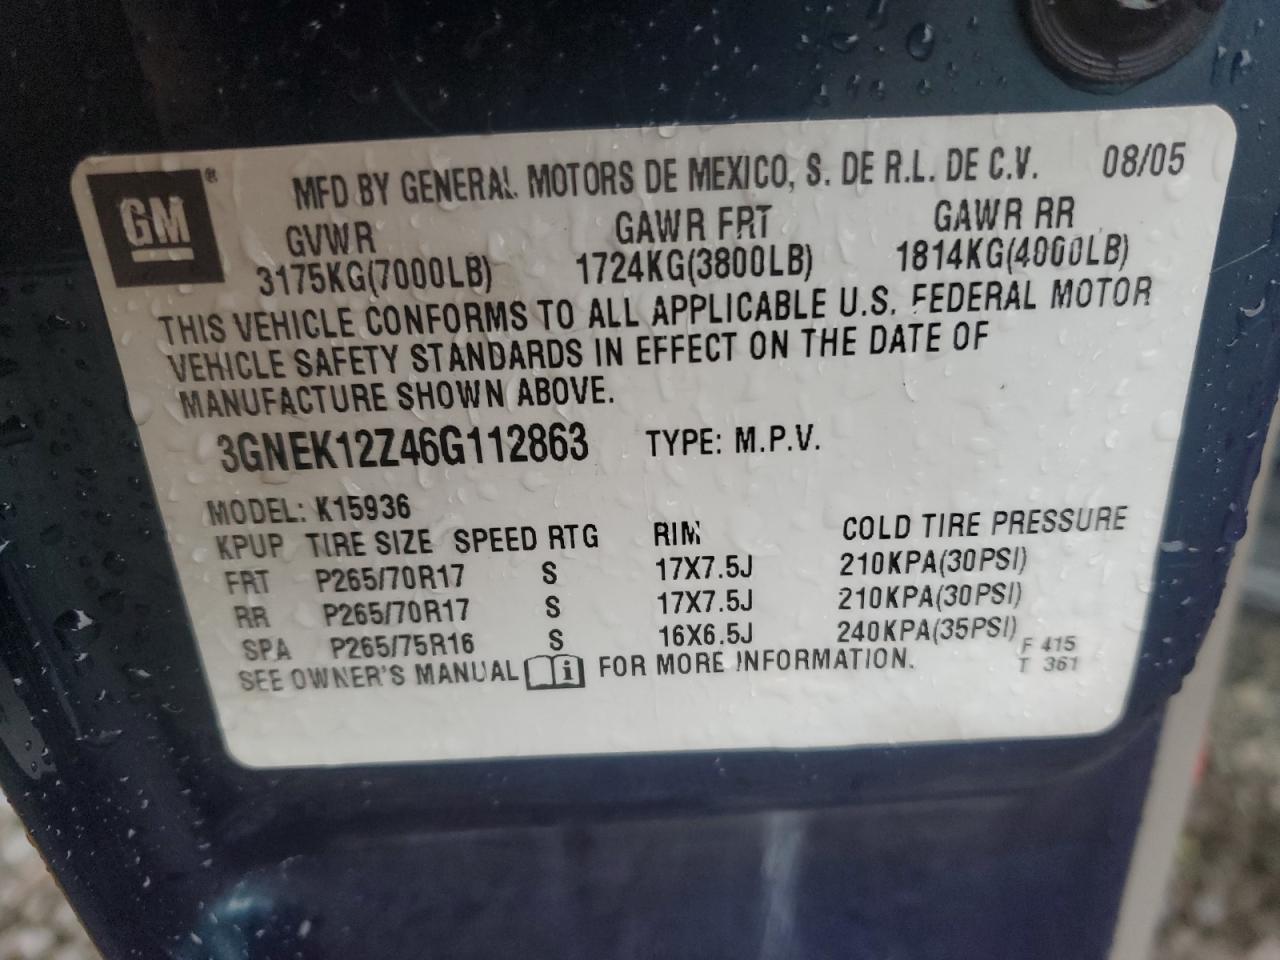 GM ®
MFD BY GENERAL MOTORS DE MEXICO, S. DE R.L. DE C.V. 08/05
GVWR GAWR FRT GAWR RR
3175KG(7000LB) 1724KG(3800LB) 1814KG(4000LB)
THIS VEHICLE CONFORMS TO ALL APPLICABLE U.S. FEDERAL MOTOR
VEHICLE SAFETY STANDARDS IN EFFECT ON THE DATE OF
MANUFACTURE SHOWN ABOVE.
3GNEK12Z46G112863 TYPE: M.P.V.
MODEL: K15936
KPUP TIRE SIZE SPEED RTG RIM COLD TIRE PRESSURE
FRT P265/70R17 S 17X7.5J 210KPA(30PSI)
RR P265/70R17 S 17X7.5J 210KPA(30PSI)
SPA P265/75R16 S 16X6.5J 240KPA(35PSI)
SEE OWNER'S MANUAL i FOR MORE INFORMATION.
F 415
T 361